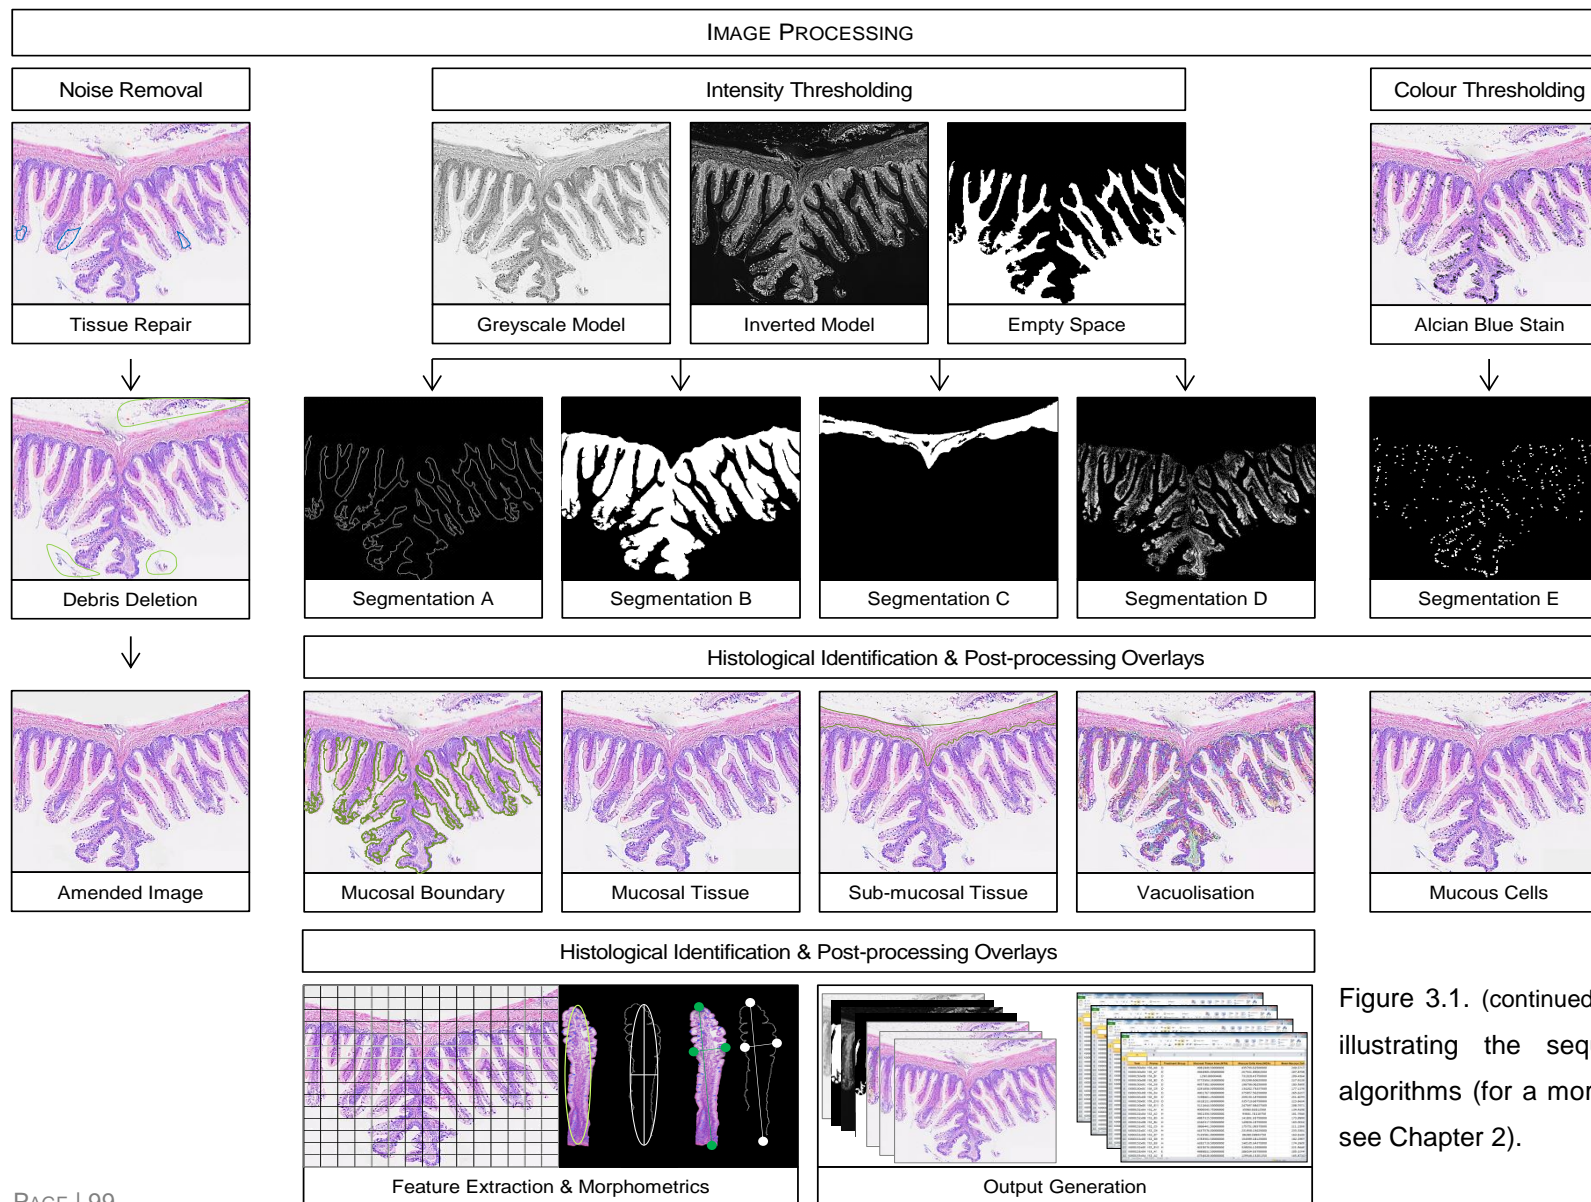 IMAGE PROCESSING
Noise Removal
Intensity Thresholding
Colour Thresholding
Tissue Repair
Greyscale Model
Inverted Model
Empty Space
Alcian Blue Stain
Debris Deletion
Segmentation A
Segmentation B
Segmentation C
Segmentation D
Segmentation E
Histological Identification & Post-processing Overlays
Amended Image
Mucosal Boundary
Mucosal Tissue
Sub-mucosal Tissue
Vacuolisation
Mucous Cells
Histological Identification & Post-processing Overlays
Feature Extraction & Morphometrics
Output Generation
Figure 3.1. (continued
illustrating the sequ
algorithms (for a mor
see Chapter 2).
PAGE | 99